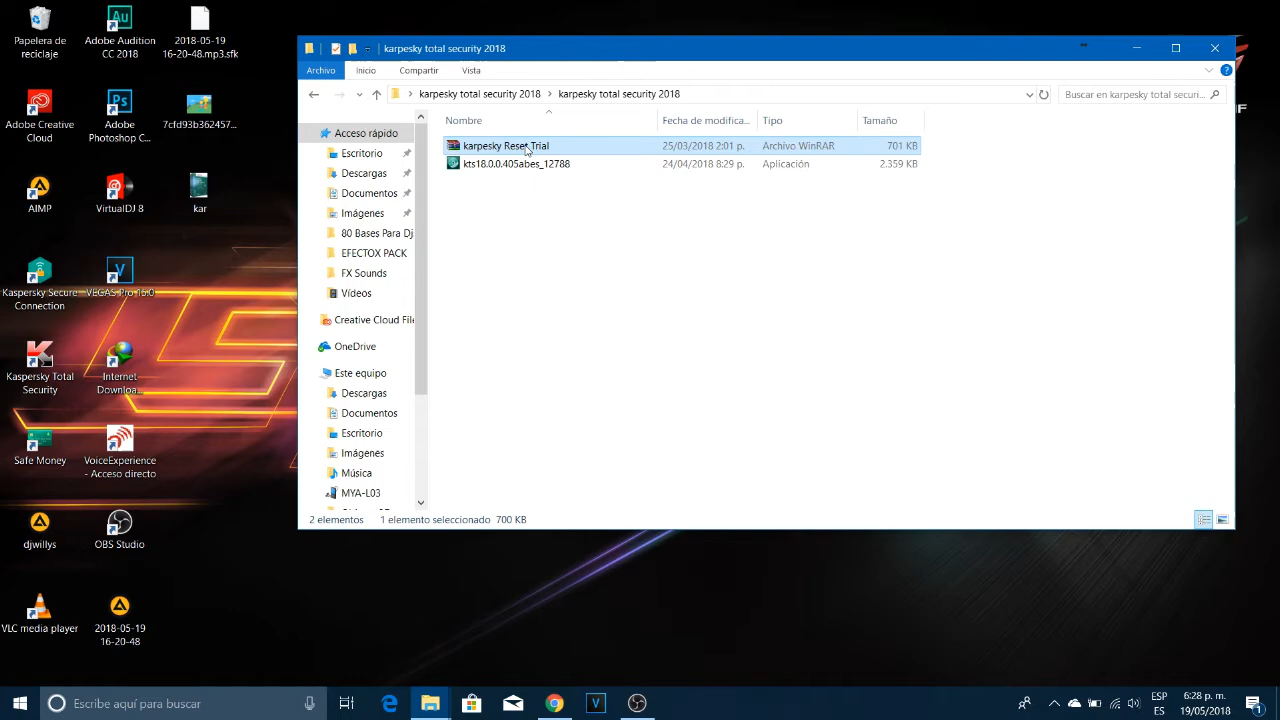 Papelera de
reciclaje
Adobe Audition
CC 2018
2018-05-19
16-20-48.mp3.sfk
Adobe Creative
Cloud
Adobe
Photoshop C...
7cfd93b362457...
AIMP
VirtualDJ 8
kar
Kaspersky Secure
Connection
VEGAS Pro 15.0
Kaspersky Total
Security
Internet
Downloa...
Safe Money
VoiceExperience
- Acceso directo
djwillys
OBS Studio
VLC media player
2018-05-19
16-20-48
karpesky total security 2018
Archivo Inicio Compartir Vista
karpesky total security 2018 karpesky total security 2018
Buscar en karpesky total securi...
Nombre Fecha de modifica... Tipo Tamaño
karpesky Reset Trial 25/03/2018 2:01 p. Archivo WinRAR 701 KB
kts18.0.0.405abes_12788 24/04/2018 8:29 p. Aplicación 2.359 KB
Acceso rápido
Escritorio
Descargas
Documentos
Imágenes
80 Bases Para Dj
EFECTOX PACK
FX Sounds
Vídeos
Creative Cloud File
OneDrive
Este equipo
Descargas
Documentos
Escritorio
Imágenes
Música
MYA-L03
2 elementos 1 elemento seleccionado 700 KB
Escribe aquí para buscar
ESP
ES
6:28 p. m.
19/05/2018